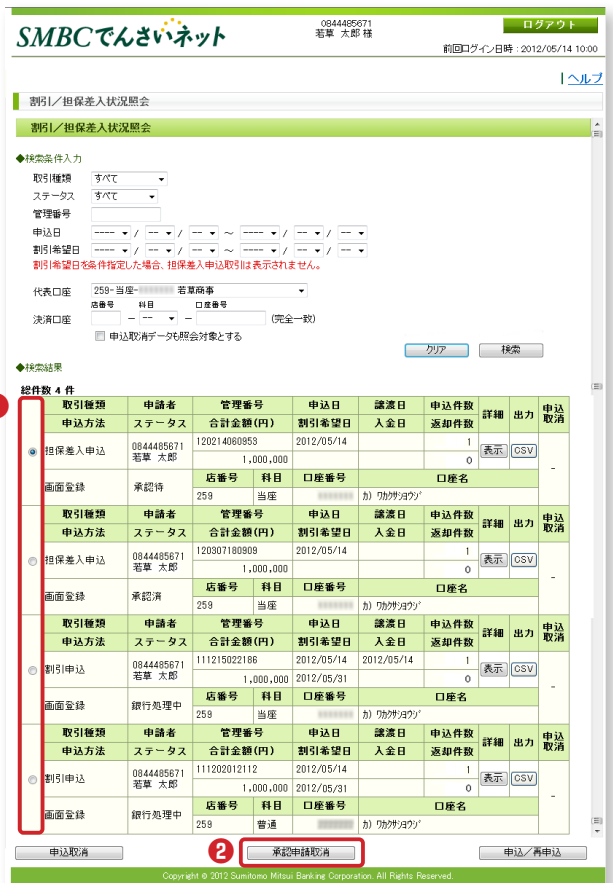 SMBCでんさいネット
0844485671
若草 太郎 様
ログアウト
前回ログイン日時 : 2012/05/14 10:00
ヘルプ
割引／担保差入状況照会
割引／担保差入状況照会
◆検索条件入力
取引種類 すべて
ステータス すべて
管理番号
申込日 ---- / -- / -- ～ ---- / -- / --
割引希望日 ---- / -- / -- ～ ---- / -- / --
割引希望日を条件指定した場合、担保差入申込取引は表示されません。
代表口座 259-当座- 若草商事
店番号 科目 口座番号
決済口座 - -- - (完全一致)
申込取消データも照会対象とする
クリア 検索
◆検索結果
総件数 4 件
取引種類 申請者 管理番号 申込日 譲渡日 申込件数 詳細 出力 申込取消
申込方法 ステータス 合計金額(円) 割引希望日 入金日 返却件数
担保差入申込 0844485671 若草 太郎 120214060953 2012/05/14 1 表示 CSV -
1,000,000 0
画面登録 承認待 店番号 科目 口座番号 口座名
259 当座 カ）ワカクサシヨウジ
取引種類 申請者 管理番号 申込日 譲渡日 申込件数 詳細 出力 申込取消
申込方法 ステータス 合計金額(円) 割引希望日 入金日 返却件数
担保差入申込 0844485671 若草 太郎 120307180909 2012/05/14 1 表示 CSV -
1,000,000 0
画面登録 承認済 店番号 科目 口座番号 口座名
259 当座 カ）ワカクサシヨウジ
取引種類 申請者 管理番号 申込日 譲渡日 申込件数 詳細 出力 申込取消
申込方法 ステータス 合計金額(円) 割引希望日 入金日 返却件数
割引申込 0844485671 若草 太郎 111215022186 2012/05/14 2012/05/14 1 表示 CSV -
1,000,000 2012/05/31 0
画面登録 銀行処理中 店番号 科目 口座番号 口座名
259 当座 カ）ワカクサシヨウジ
取引種類 申請者 管理番号 申込日 譲渡日 申込件数 詳細 出力 申込取消
申込方法 ステータス 合計金額(円) 割引希望日 入金日 返却件数
割引申込 0844485671 若草 太郎 111202012112 2012/05/14 1 表示 CSV -
1,000,000 2012/05/31 0
画面登録 銀行処理中 店番号 科目 口座番号 口座名
259 普通 カ）ワカクサシヨウジ
申込取消 2 承認申請取消 申込／再申込
Copyright © 2012 Sumitomo Mitsui Banking Corporation. All Rights Reserved.